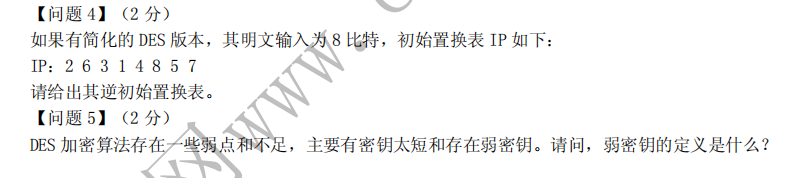 【问题 4】（2 分）
如果有简化的 DES 版本，其明文输入为 8 比特，初始置换表 IP 如下：
IP：2 6 3 1 4 8 5 7
请给出其逆初始置换表。
【问题 5】（2 分）
DES 加密算法存在一些弱点和不足，主要有密钥太短和存在弱密钥。请问，弱密钥的定义是什么？
网www.